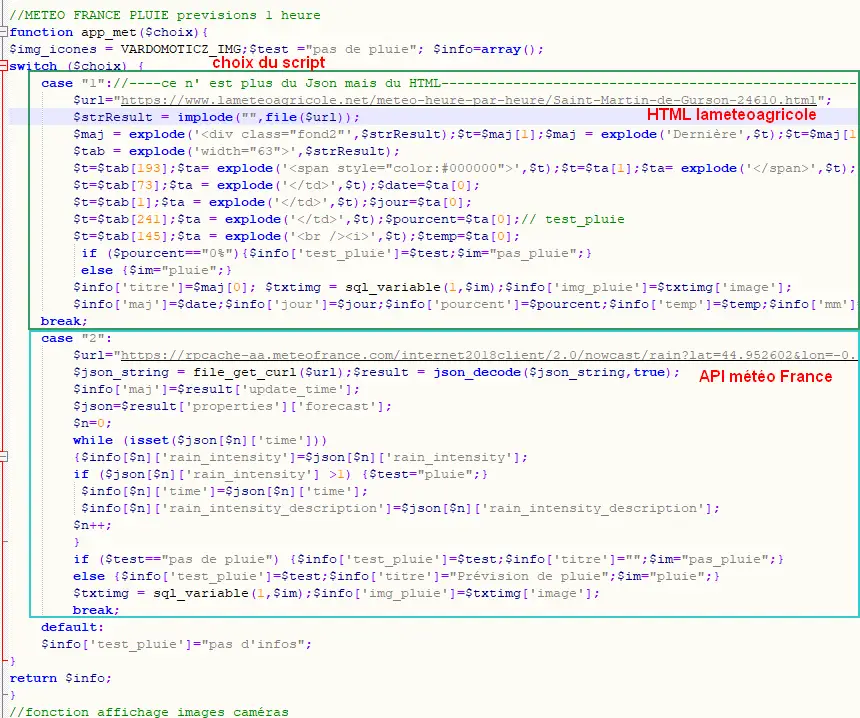 //METEO FRANCE PLUIE previsions 1 heure
function app_met($choix){
$img_icones = VARDOMOTICZ_IMG;$test ="pas de pluie"; $info=array();
switch ($choix) {
choix du script
case "1"://----ce n' est plus du Json mais du HTML-----------------------------------------------------
$url="https://www.lameteoagricole.net/meteo-heure-par-heure/Saint-Martin-de-Gurson-24610.html";
$strResult = implode("",file($url));
HTML lameteoagricole
$maj = explode('<div class="fond2"',$strResult);$t=$maj[1];$maj = explode('Dernière',$t);$t=$maj[1
$tab = explode('width="63">',$strResult);
$t=$tab[193];$ta= explode('<span style="color:#000000">',$t);$t=$ta[1];$ta= explode('</span>',$t);
$t=$tab[73];$ta = explode('</td>',$t);$date=$ta[0];
$t=$tab[1];$ta = explode('</td>',$t);$jour=$ta[0];
$t=$tab[241];$ta = explode('</td>',$t);$pourcent=$ta[0];// test_pluie
$t=$tab[145];$ta = explode('<br /><i>',$t);$temp=$ta[0];
if ($pourcent=="0%"){$info['test_pluie']=$test;$im="pas_pluie";}
else {$im="pluie";}
$info['titre']=$maj[0]; $txtimg = sql_variable(1,$im);$info['img_pluie']=$txtimg['image'];
$info['maj']=$date;$info['jour']=$jour;$info['pourcent']=$pourcent;$info['temp']=$temp;$info['mm']
break;
case "2":
$url="https://rpcache-aa.meteofrance.com/internet2018client/2.0/nowcast/rain?lat=44.952602&lon=-0.
$json_string = file_get_curl($url);$result = json_decode($json_string,true);
API météo France
$info['maj']=$result['update_time'];
$json=$result['properties']['forecast'];
$n=0;
while (isset($json[$n]['time']))
{$info[$n]['rain_intensity']=$json[$n]['rain_intensity'];
if ($json[$n]['rain_intensity'] >1) {$test="pluie";}
$info[$n]['time']=$json[$n]['time'];
$info[$n]['rain_intensity_description']=$json[$n]['rain_intensity_description'];
$n++;
}
if ($test=="pas de pluie") {$info['test_pluie']=$test;$info['titre']="";$im="pas_pluie";}
else {$info['test_pluie']=$test;$info['titre']="Prévision de pluie";$im="pluie";}
$txtimg = sql_variable(1,$im);$info['img_pluie']=$txtimg['image'];
break;
default:
$info['test_pluie']="pas d'infos";
}
return $info;
}
//fonction affichage images caméras